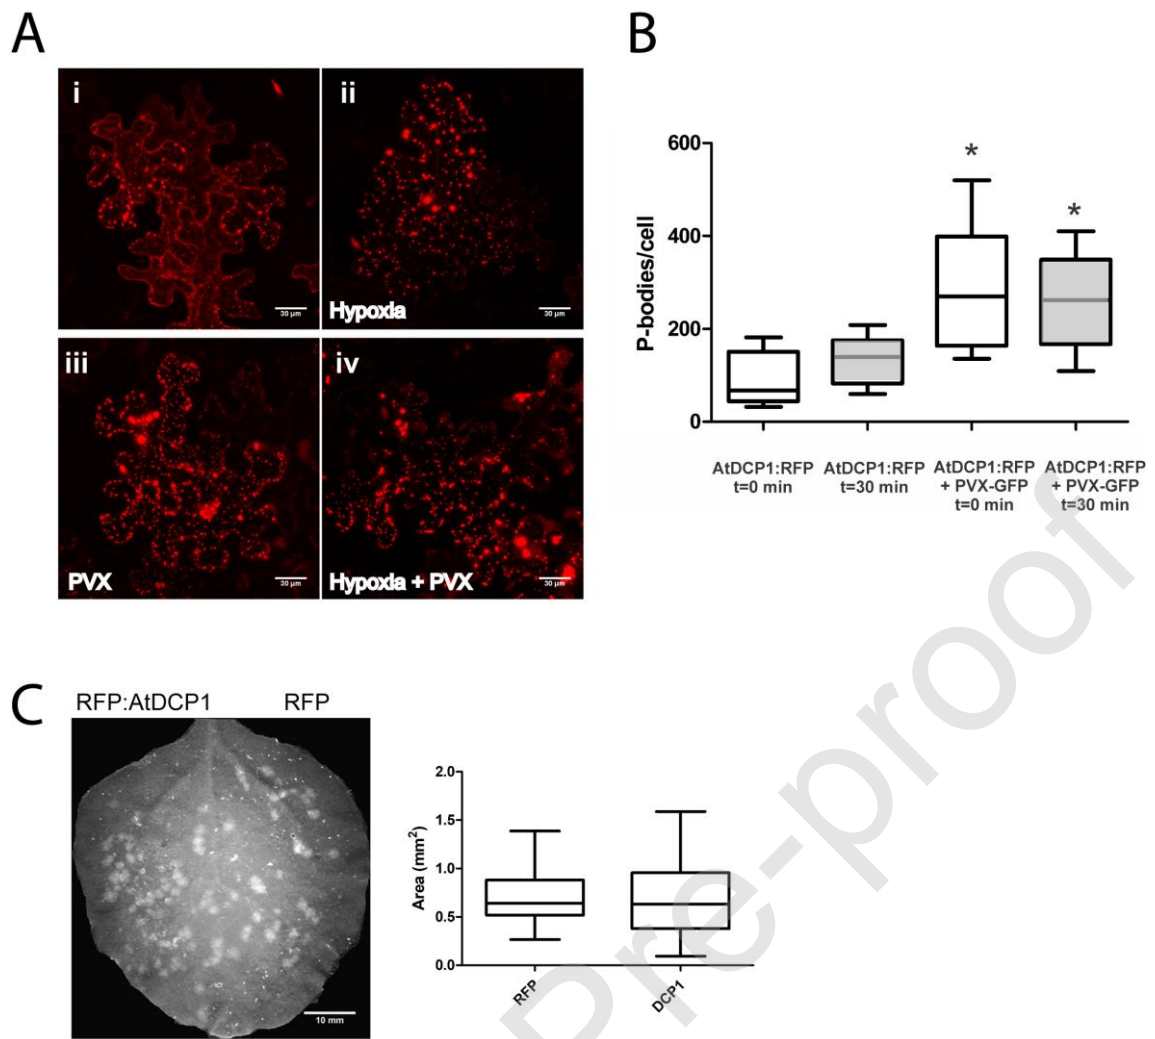 A
B
i
ii
30 µm
Hypoxia
30 µm
iii
iv
PVX
30 µm
Hypoxia + PVX
30 µm
P-bodies/cell
600
400
200
0
*
*
AtDCP1:RFP
t=0 min
AtDCP1:RFP
t=30 min
AtDCP1:RFP
+ PVX-GFP
t=0 min
AtDCP1:RFP
+ PVX-GFP
t=30 min
C
RFP:AtDCP1
RFP
10 mm
Area (mm²)
2.0
1.5
1.0
0.5
0.0
RFP
DCP1
Pre-proof